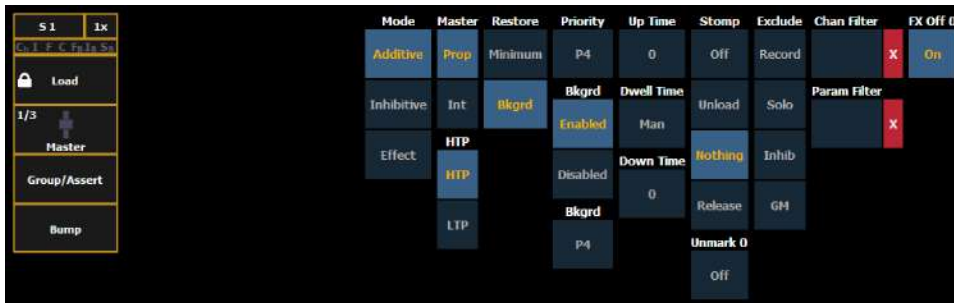 S 1 1x
Mode Master Restore Priority Up Time Stomp Exclude Chan Filter FX Off 0
Load
Additive Prop Minimum P4 0 Off Record X On
Bkgrd Dwell Time Param Filter
1/3 Inhibitive Int Bkgrd Enabled Man Unload Solo X
Master
HTP Down Time
Effect HTP Disabled 0 Nothing Inhib
Group/Assert
Bkgrd Release GM
Bump LTP P4 Unmark 0
Off